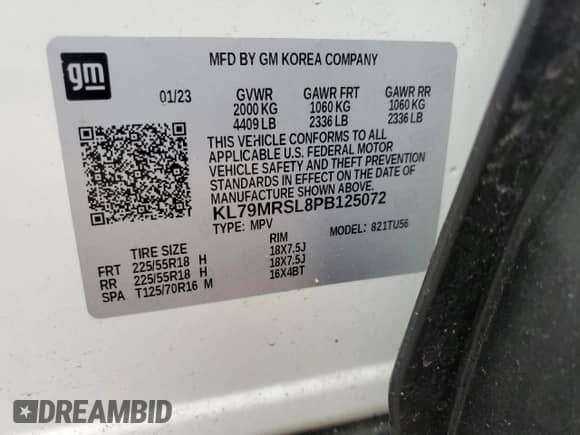 gm
MFD BY GM KOREA COMPANY
01/23 GVWR GAWR FRT GAWR RR
2000 KG 1060 KG 1060 KG
4409 LB 2336 LB 2336 LB
THIS VEHICLE CONFORMS TO ALL
APPLICABLE U.S. FEDERAL MOTOR
VEHICLE SAFETY AND THEFT PREVENTION
STANDARDS IN EFFECT ON THE DATE OF
MANUFACTURE SHOWN ABOVE.
KL79MRSL8PB125072
TYPE: MPV MODEL: 821TU56
TIRE SIZE RIM
FRT 225/55R18 H 18X7.5J
RR 225/55R18 H 18X7.5J
SPA T125/70R16 M 16X4BT
DREAMBID